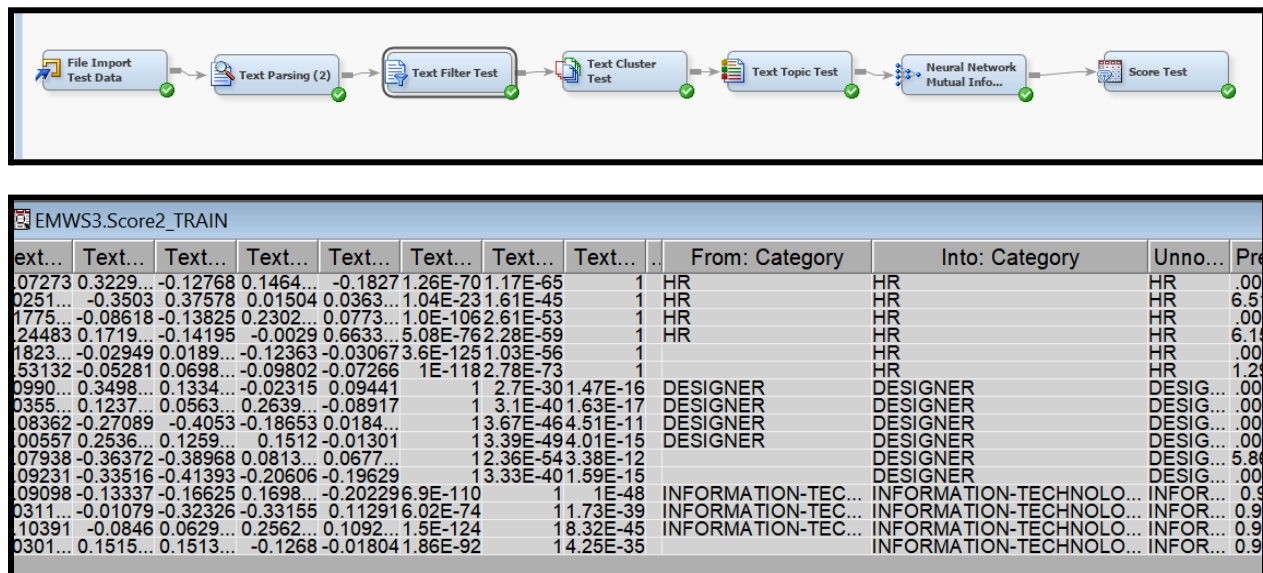 File Import
Test Data
Text Parsing (2)
Text Filter Test
Text Cluster
Test
Text Topic Test
Neural Network
Mutual Info...
Score Test
EMWS3.Score2_TRAIN
ext... Text... Text... Text... Text... Text... Text... Text... .. From: Category Into: Category Unno... Pre
.07273 0.3229... -0.12768 0.1464... -0.1827 1.26E-70 1.17E-65 1 HR HR HR .00
0251... -0.3503 0.37578 0.01504 0.0363... 1.04E-23 1.61E-45 1 HR HR HR 6.51
1775... -0.08618 -0.13825 0.2302... 0.0773... 1.0E-106 2.61E-53 1 HR HR HR .00
.24483 0.1719... -0.14195 -0.0029 0.6633... 5.08E-76 2.28E-59 1 HR HR HR 6.15
1823... -0.02949 0.0189... -0.12363 -0.03067 3.6E-125 1.03E-56 1 HR HR .00
.53132 -0.05281 0.0698... -0.09802 -0.07266 1E-118 2.78E-73 1 HR HR 1.29
0990... 0.3498... 0.1334... -0.02315 0.09441 1 2.7E-30 1.47E-16 DESIGNER DESIGNER DESIG... .00
0355... 0.1237... 0.0563... 0.2639... -0.08917 1 3.1E-40 1.63E-17 DESIGNER DESIGNER DESIG... .00
.08362 -0.27089 -0.4053 -0.18653 0.0184... 1 3.67E-46 4.51E-11 DESIGNER DESIGNER DESIG... .00
.00557 0.2536... 0.1259... 0.1512 -0.01301 1 3.39E-49 4.01E-15 DESIGNER DESIGNER DESIG... .00
.07938 -0.36372 -0.38968 0.0813... 0.0677... 1 2.36E-54 3.38E-12 DESIGNER DESIG... 5.86
.09231 -0.33516 -0.41393 -0.20606 -0.19629 1 3.33E-40 1.59E-15 DESIGNER DESIG... .00
.09098 -0.13337 -0.16625 0.1698... -0.20229 6.9E-110 1 1E-48 INFORMATION-TEC... INFORMATION-TECHNOLO... INFOR... 0.9
0311... -0.01079 -0.32326 -0.33155 0.11291 6.02E-74 1 1.73E-39 INFORMATION-TEC... INFORMATION-TECHNOLO... INFOR... 0.9
.10391 -0.0846 0.0629... 0.2562... 0.1092... 1.5E-124 1 8.32E-45 INFORMATION-TEC... INFORMATION-TECHNOLO... INFOR... 0.9
0301... 0.1515... 0.1513... -0.1268 -0.01804 1.86E-92 1 4.25E-35 INFORMATION-TECHNOLO... INFOR... 0.9